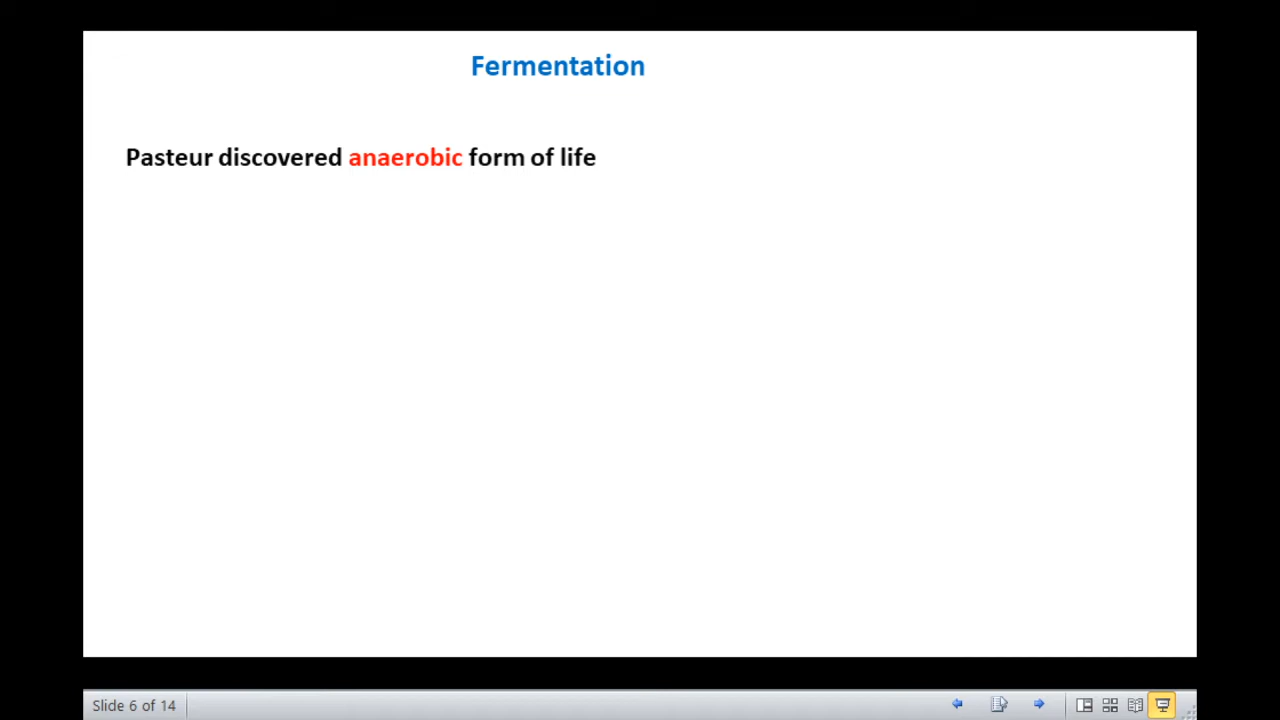 Fermentation
Pasteur discovered anaerobic form of life
Slide 6 of 14